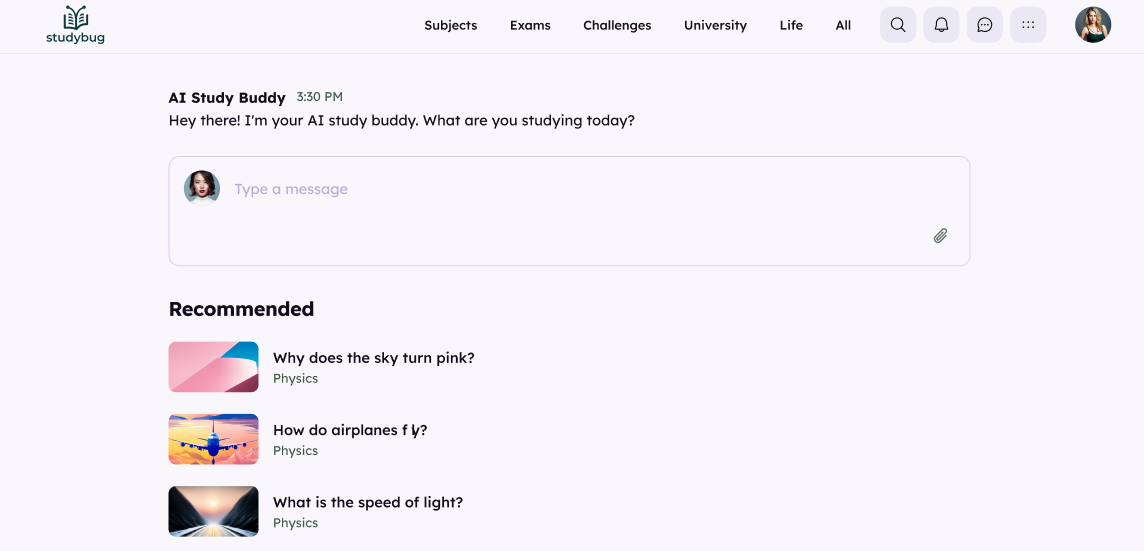 studybug
Subjects Exams Challenges University Life All
AI Study Buddy 3:30 PM
Hey there! I'm your AI study buddy. What are you studying today?
Type a message
Recommended
Why does the sky turn pink?
Physics
How do airplanes fly?
Physics
What is the speed of light?
Physics